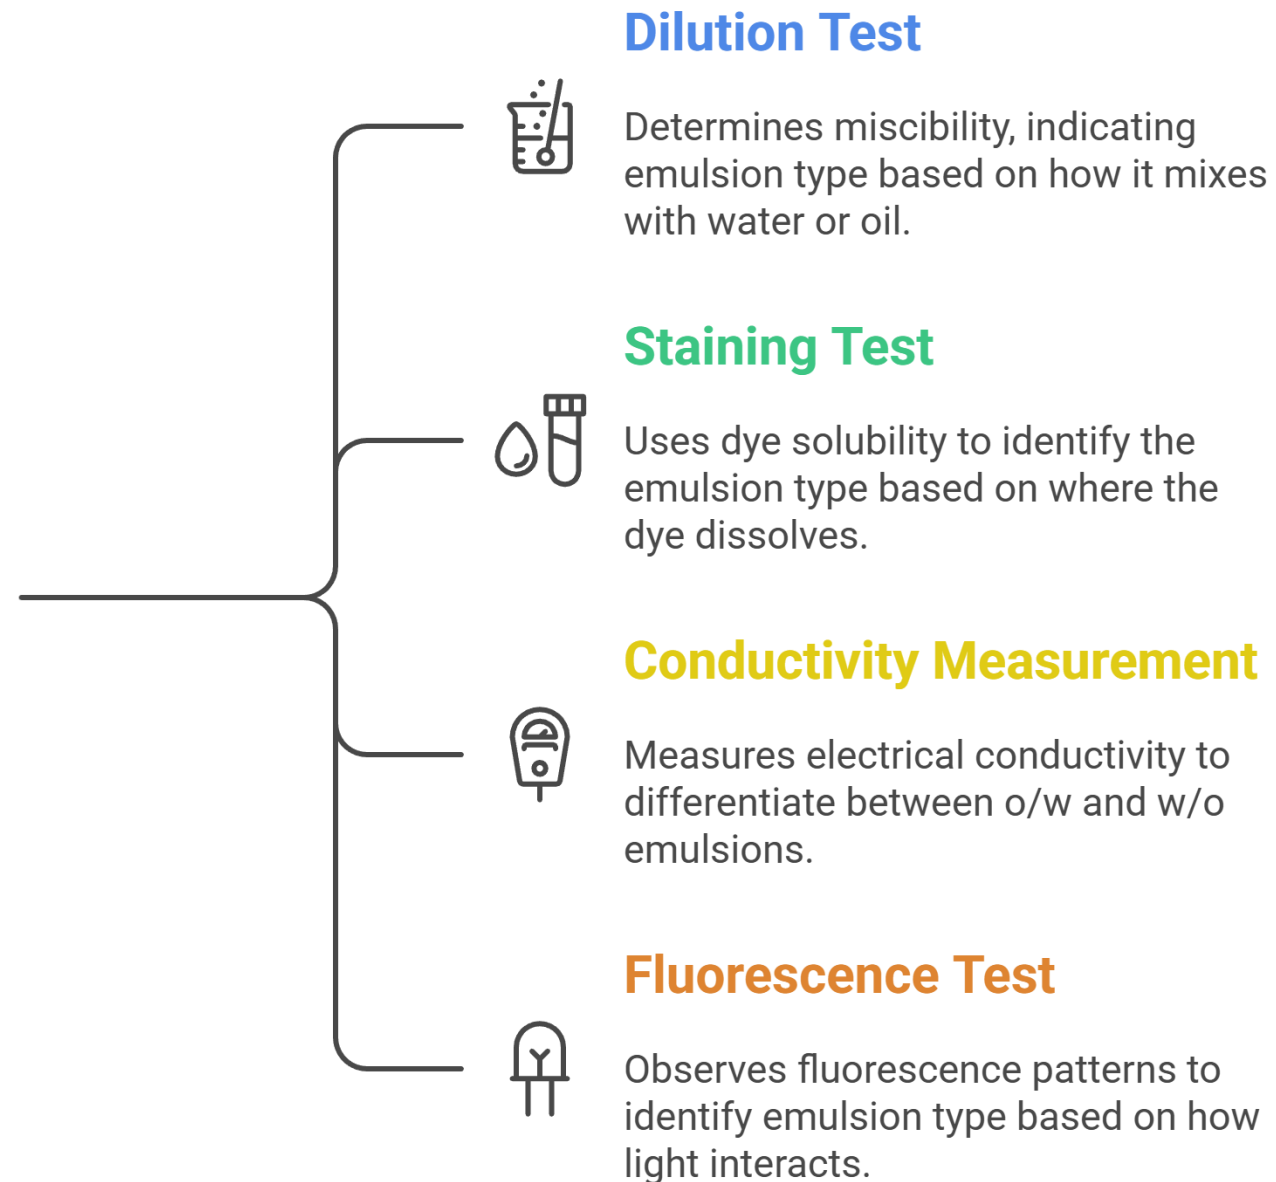 Dilution Test
Determines miscibility, indicating
emulsion type based on how it mixes
with water or oil.
Staining Test
Uses dye solubility to identify the
emulsion type based on where the
dye dissolves.
Conductivity Measurement
Measures electrical conductivity to
differentiate between o/w and w/o
emulsions.
Fluorescence Test
Observes fluorescence patterns to
identify emulsion type based on how
light interacts.